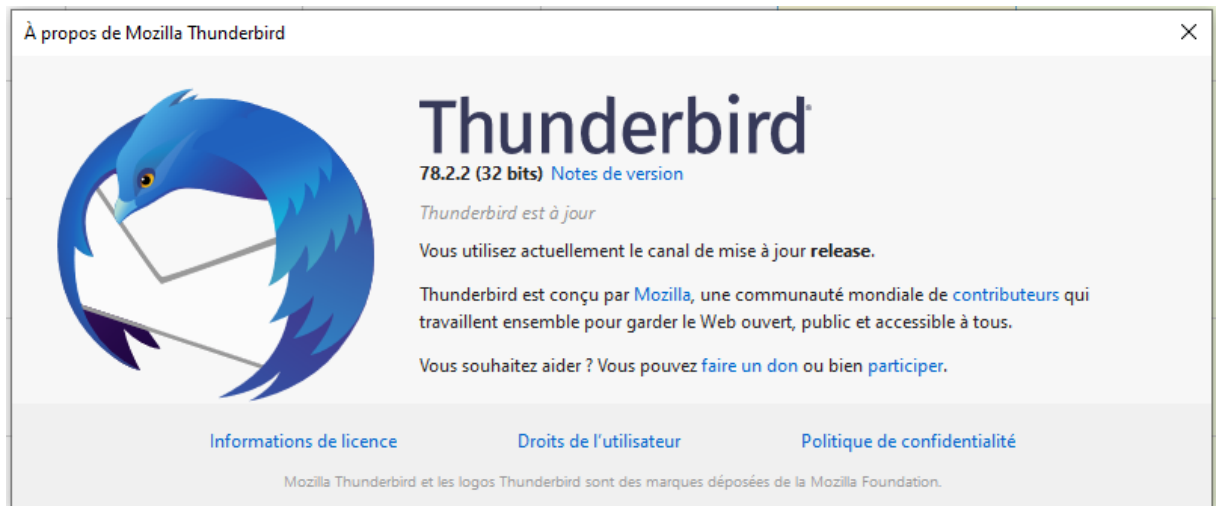 À propos de Mozilla Thunderbird
Thunderbird
78.2.2 (32 bits) Notes de version
Thunderbird est à jour
Vous utilisez actuellement le canal de mise à jour release.
Thunderbird est conçu par Mozilla, une communauté mondiale de contributeurs qui
travaillent ensemble pour garder le Web ouvert, public et accessible à tous.
Vous souhaitez aider ? Vous pouvez faire un don ou bien participer.
Informations de licence Droits de l’utilisateur Politique de confidentialité
Mozilla Thunderbird et les logos Thunderbird sont des marques déposées de la Mozilla Foundation.